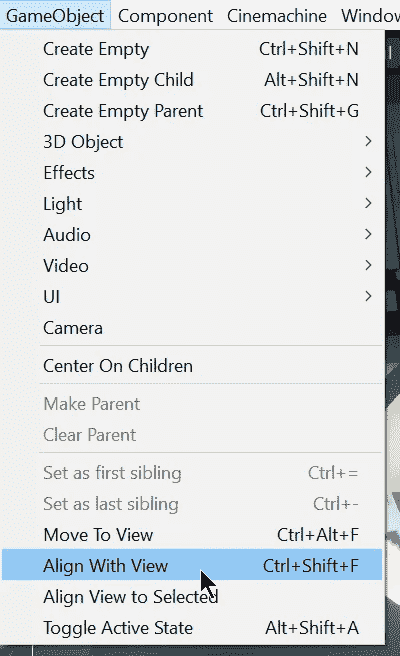 GameObject Component Cinemachine Window
Create Empty Ctrl+Shift+N
Create Empty Child Alt+Shift+N
Create Empty Parent Ctrl+Shift+G
3D Object
Effects
Light
Audio
Video
UI
Camera
Center On Children
Make Parent
Clear Parent
Set as first sibling Ctrl+=
Set as last sibling Ctrl+-
Move To View Ctrl+Alt+F
Align With View Ctrl+Shift+F
Align View to Selected
Toggle Active State Alt+Shift+A